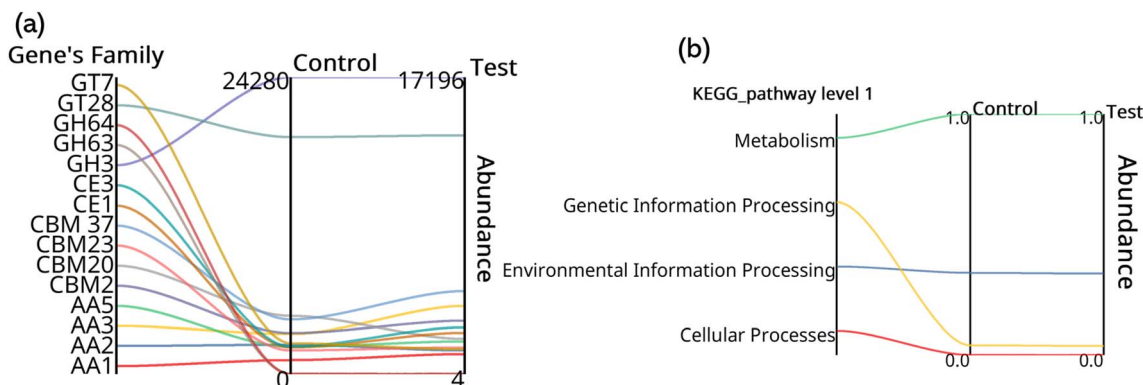 (a)
Gene's Family
Control
Test
24280
17196
GT7
GT28
GH64
GH63
GH3
CE3
CE1
CBM 37
CBM23
CBM20
CBM2
AA5
AA3
AA2
AA1
0
4
Abundance
(b)
KEGG_pathway level 1
Control
Test
1.0
1.0
Metabolism
Genetic Information Processing
Environmental Information Processing
Cellular Processes
0.0
0.0
Abundance